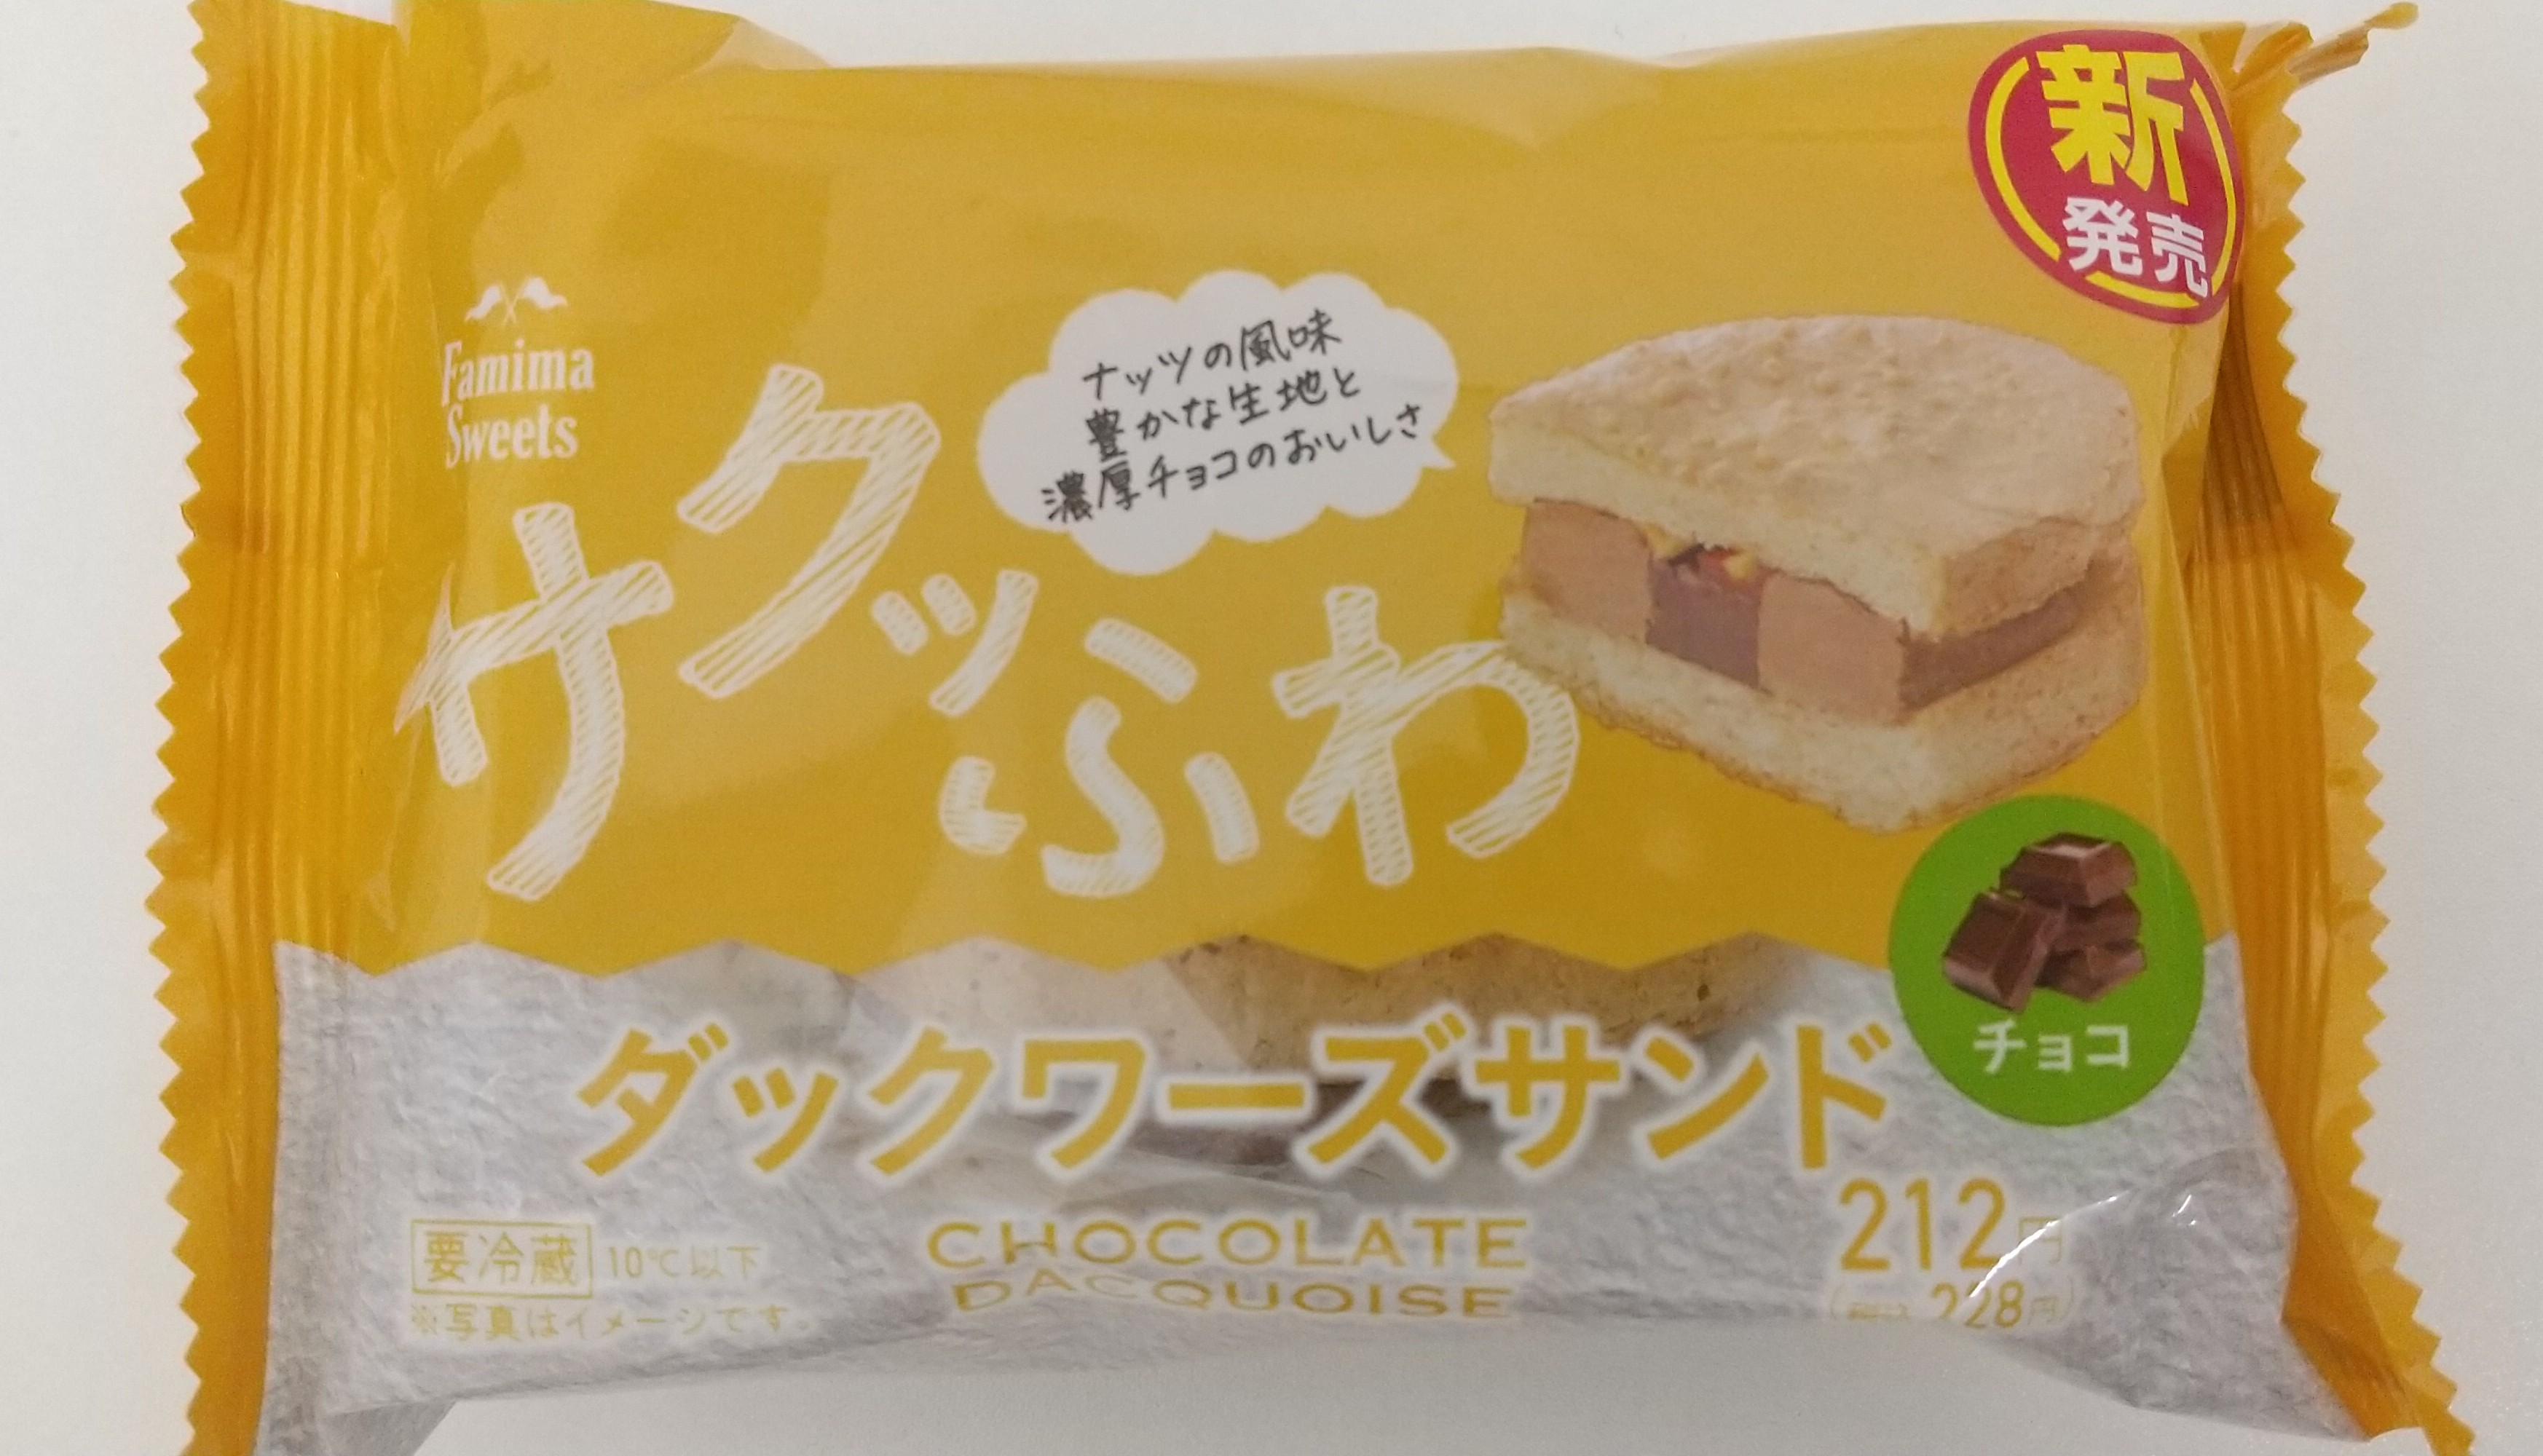 新
発売
Famima
Sweets
ナッツの風味
豊かな生地と
濃厚チョコのおいしさ
サクッ
ふわ
チョコ
ダックワーズサンド
CHOCOLATE
DACQUOISE
212円
(税込 228円)
要冷蔵 10℃以下
※写真はイメージです。